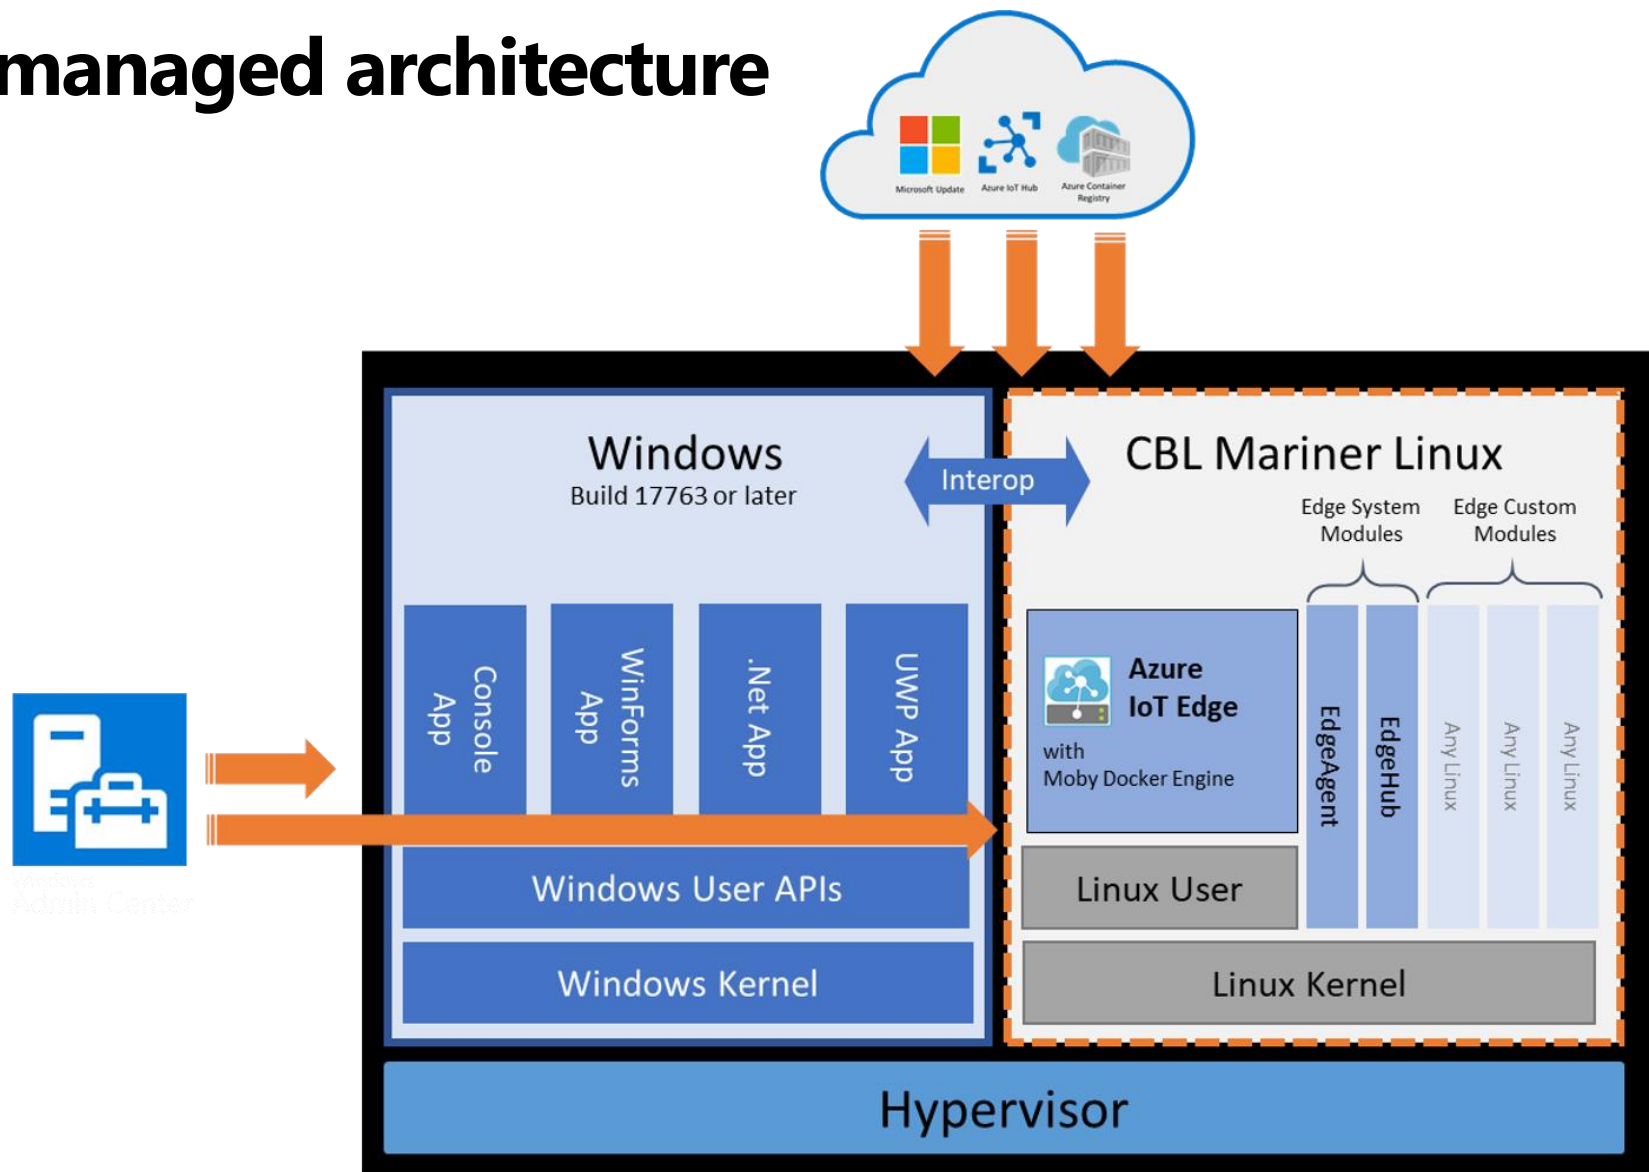 managed architecture
Microsoft Update
Azure IoT Hub
Azure Container
Registry
Windows
Build 17763 or later
Interop
CBL Mariner Linux
Edge System
Modules
Edge Custom
Modules
Console
App
WinForms
App
.Net App
UWP App
Azure
IoT Edge
with
Moby Docker Engine
EdgeAgent
EdgeHub
Any Linux
Any Linux
Any Linux
Windows
Admin Center
Windows User APIs
Linux User
Windows Kernel
Linux Kernel
Hypervisor